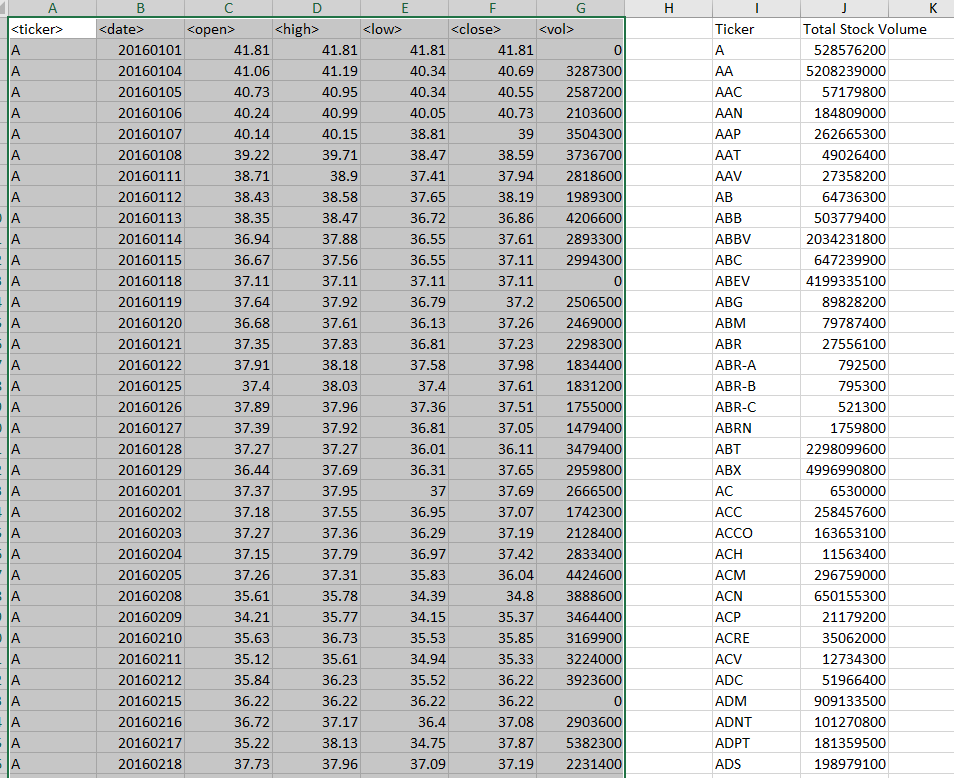 A B C D E F G H I J K
<ticker> <date> <open> <high> <low> <close> <vol> Ticker Total Stock Volume
A 20160101 41.81 41.81 41.81 41.81 0 A 528576200
A 20160104 41.06 41.19 40.34 40.69 3287300 AA 5208239000
A 20160105 40.73 40.95 40.34 40.55 2587200 AAC 57179800
A 20160106 40.24 40.99 40.05 40.73 2103600 AAN 184809000
A 20160107 40.14 40.15 38.81 39 3504300 AAP 262665300
A 20160108 39.22 39.71 38.47 38.59 3736700 AAT 49026400
A 20160111 38.71 38.9 37.41 37.94 2818600 AAV 27358200
A 20160112 38.43 38.58 37.65 38.19 1989300 AB 64736300
A 20160113 38.35 38.47 36.72 36.86 4206600 ABB 503779400
A 20160114 36.94 37.88 36.55 37.61 2893300 ABBV 2034231800
A 20160115 36.67 37.56 36.55 37.11 2994300 ABC 647239900
A 20160118 37.11 37.11 37.11 37.11 0 ABEV 4199335100
A 20160119 37.64 37.92 36.79 37.2 2506500 ABG 89828200
A 20160120 36.68 37.61 36.13 37.26 2469000 ABM 79787400
A 20160121 37.35 37.83 36.81 37.23 2298300 ABR 27556100
A 20160122 37.91 38.18 37.58 37.98 1834400 ABR-A 792500
A 20160125 37.4 38.03 37.4 37.61 1831200 ABR-B 795300
A 20160126 37.89 37.96 37.36 37.51 1755000 ABR-C 521300
A 20160127 37.39 37.92 36.81 37.05 1479400 ABRN 1759800
A 20160128 37.27 37.27 36.01 36.11 3479400 ABT 2298099600
A 20160129 36.44 37.69 36.31 37.65 2959800 ABX 4996990800
A 20160201 37.37 37.95 37 37.69 2666500 AC 6530000
A 20160202 37.18 37.55 36.95 37.07 1742300 ACC 258457600
A 20160203 37.27 37.36 36.29 37.19 2128400 ACCO 163653100
A 20160204 37.15 37.79 36.97 37.42 2833400 ACH 11563400
A 20160205 37.26 37.31 35.83 36.04 4424600 ACM 296759000
A 20160208 35.61 35.78 34.39 34.8 3888600 ACN 650155300
A 20160209 34.21 35.77 34.15 35.37 3464400 ACP 21179200
A 20160210 35.63 36.73 35.53 35.85 3169900 ACRE 35062000
A 20160211 35.12 35.61 34.94 35.33 3224000 ACV 12734300
A 20160212 35.84 36.23 35.52 36.22 3923600 ADC 51966400
A 20160215 36.22 36.22 36.22 36.22 0 ADM 909133500
A 20160216 36.72 37.17 36.4 37.08 2903600 ADNT 101270800
A 20160217 35.22 38.13 34.75 37.87 5382300 ADPT 181359500
A 20160218 37.73 37.96 37.09 37.19 2231400 ADS 198979100